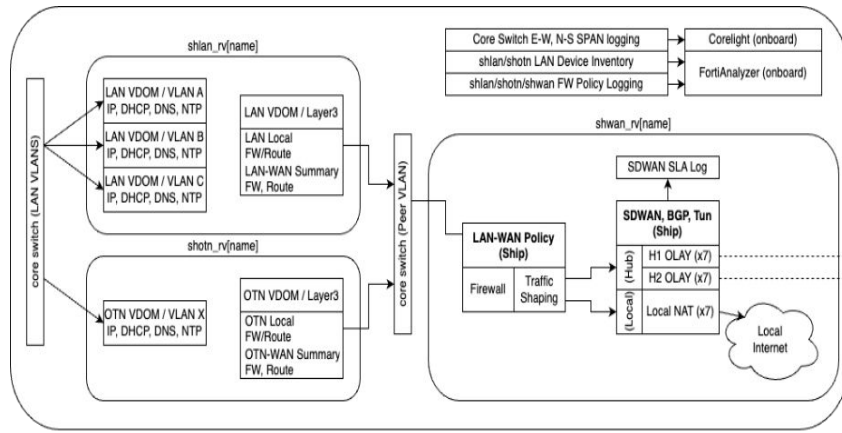 shlan_rv[name]
Core Switch E-W, N-S SPAN logging
Corelight (onboard)
shlan/shotn LAN Device Inventory
FortiAnalyzer (onboard)
shlan/shotn/shwan FW Policy Logging
core switch (LAN VLANS)
LAN VDOM / VLAN A
IP, DHCP, DNS, NTP
LAN VDOM / VLAN B
IP, DHCP, DNS, NTP
LAN VDOM / VLAN C
IP, DHCP, DNS, NTP
LAN VDOM / Layer3
LAN Local
FW/Route
LAN-WAN Summary
FW, Route
shotn_rv[name]
OTN VDOM / VLAN X
IP, DHCP, DNS, NTP
OTN VDOM / Layer3
OTN Local
FW/Route
OTN-WAN Summary
FW, Route
core switch (Peer VLAN)
shwan_rv[name]
SDWAN SLA Log
LAN-WAN Policy
(Ship)
Firewall
Traffic
Shaping
SDWAN, BGP, Tun
(Ship)
(Hub)
H1 OLAY (x7)
H2 OLAY (x7)
(Local)
Local NAT (x7)
Local
Internet